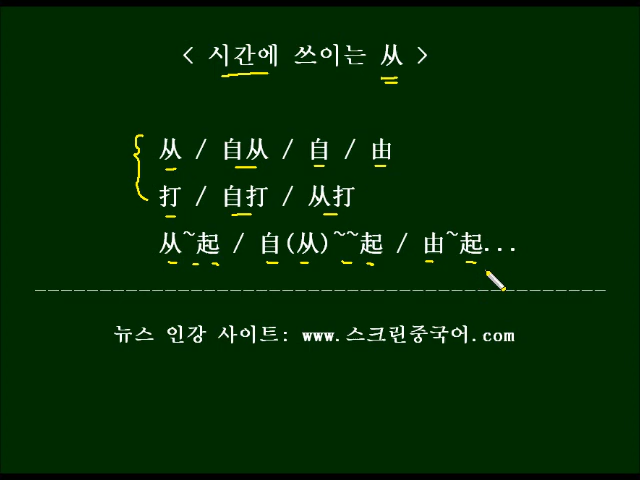 < 시간에 쓰이는 从 >
从 / 自从 / 自 / 由
打 / 自打 / 从打
从~起 / 自(从)~~起 / 由~起...
뉴스 인강 사이트: www.스크린중국어.com